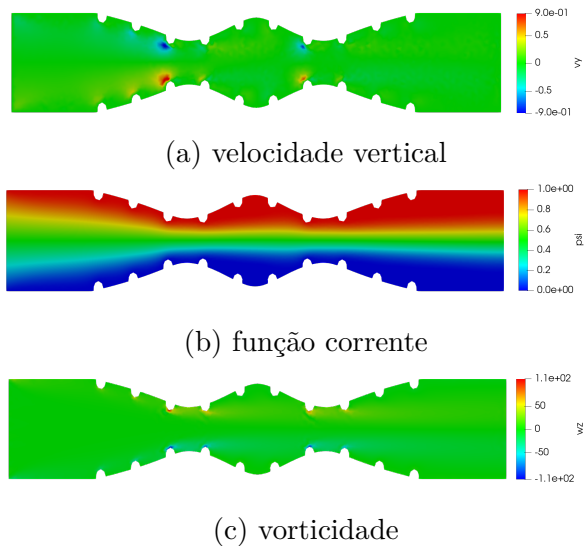 9.0e-01
0.5
0
-0.5
-9.0e-01
vy
(a) velocidade vertical
1.0e+00
0.8
0.6
0.4
0.2
0.0e+00
psi
(b) função corrente
1.1e+02
50
0
-50
-1.1e+02
wz
(c) vorticidade